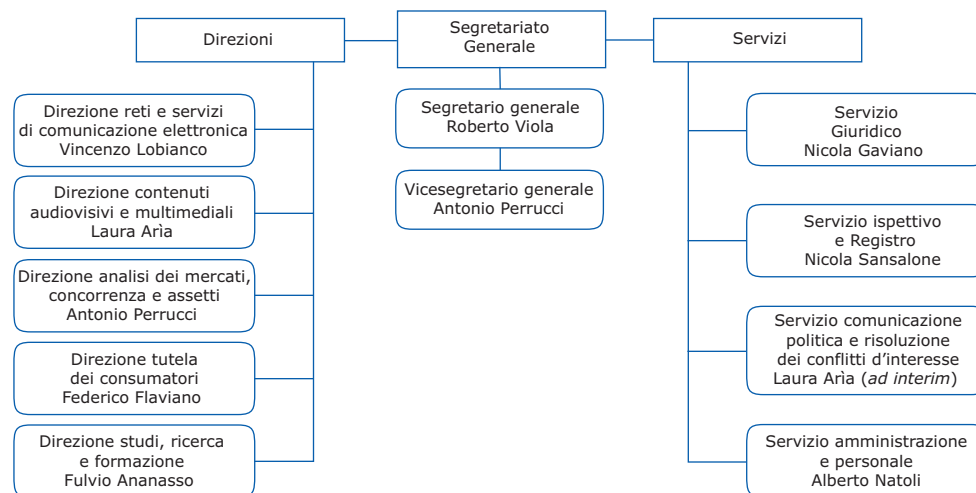 Direzioni
Segretariato
Generale
Servizi
Direzione reti e servizi
di comunicazione elettronica
Vincenzo Lobianco
Direzione contenuti
audiovisivi e multimediali
Laura Arìa
Direzione analisi dei mercati,
concorrenza e assetti
Antonio Perrucci
Direzione tutela
dei consumatori
Federico Flaviano
Direzione studi, ricerca
e formazione
Fulvio Ananasso
Segretario generale
Roberto Viola
Vicesegretario generale
Antonio Perrucci
Servizio
Giuridico
Nicola Gaviano
Servizio ispettivo
e Registro
Nicola Sansalone
Servizio comunicazione
politica e risoluzione
dei conflitti d’interesse
Laura Arìa (ad interim)
Servizio amministrazione
e personale
Alberto Natoli